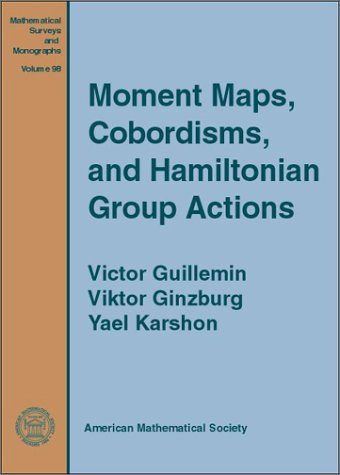 Mathematical
Surveys
and
Monographs
Volume 98
Moment Maps,
Cobordisms,
and Hamiltonian
Group Actions
Victor Guillemin
Viktor Ginzburg
Yael Karshon
American Mathematical Society